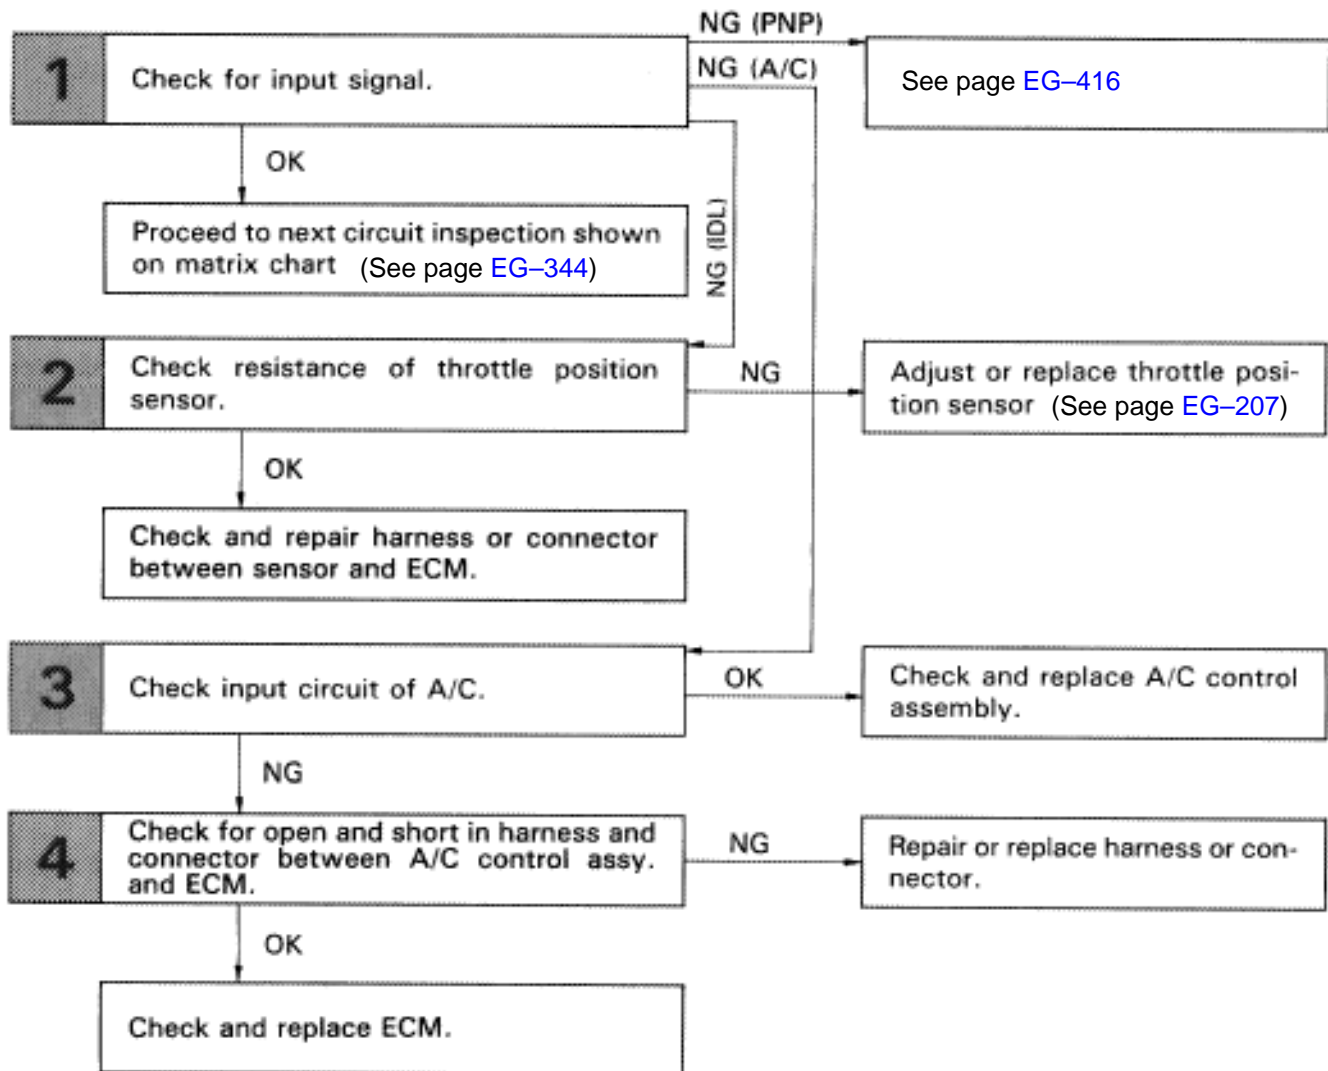 NG (PNP)
1
Check for input signal.
NG (A/C)
See page EG–416
OK
NG (IDL)
Proceed to next circuit inspection shown
on matrix chart (See page EG–344)
2
Check resistance of throttle position
sensor.
NG
Adjust or replace throttle posi-
tion sensor (See page EG–207)
OK
Check and repair harness or connector
between sensor and ECM.
3
Check input circuit of A/C.
OK
Check and replace A/C control
assembly.
NG
4
Check for open and short in harness and
connector between A/C control assy.
and ECM.
NG
Repair or replace harness or con-
nector.
OK
Check and replace ECM.